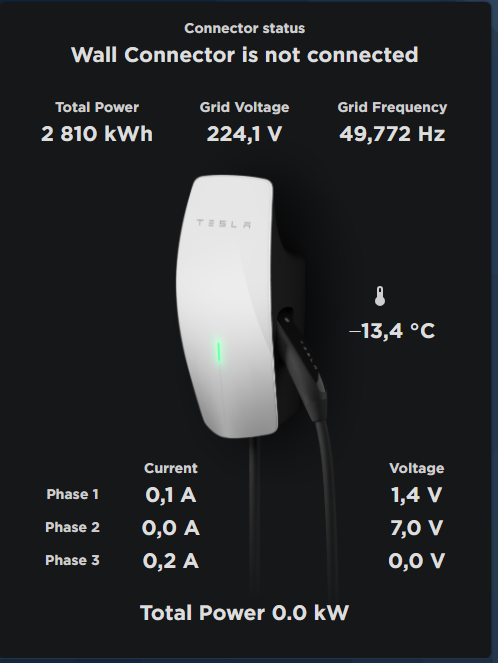 Connector status
Wall Connector is not connected
Total Power Grid Voltage Grid Frequency
2 810 kWh 224,1 V 49,772 Hz
TESLA
–13,4 °C
Current Voltage
Phase 1 0,1 A 1,4 V
Phase 2 0,0 A 7,0 V
Phase 3 0,2 A 0,0 V
Total Power 0.0 kW